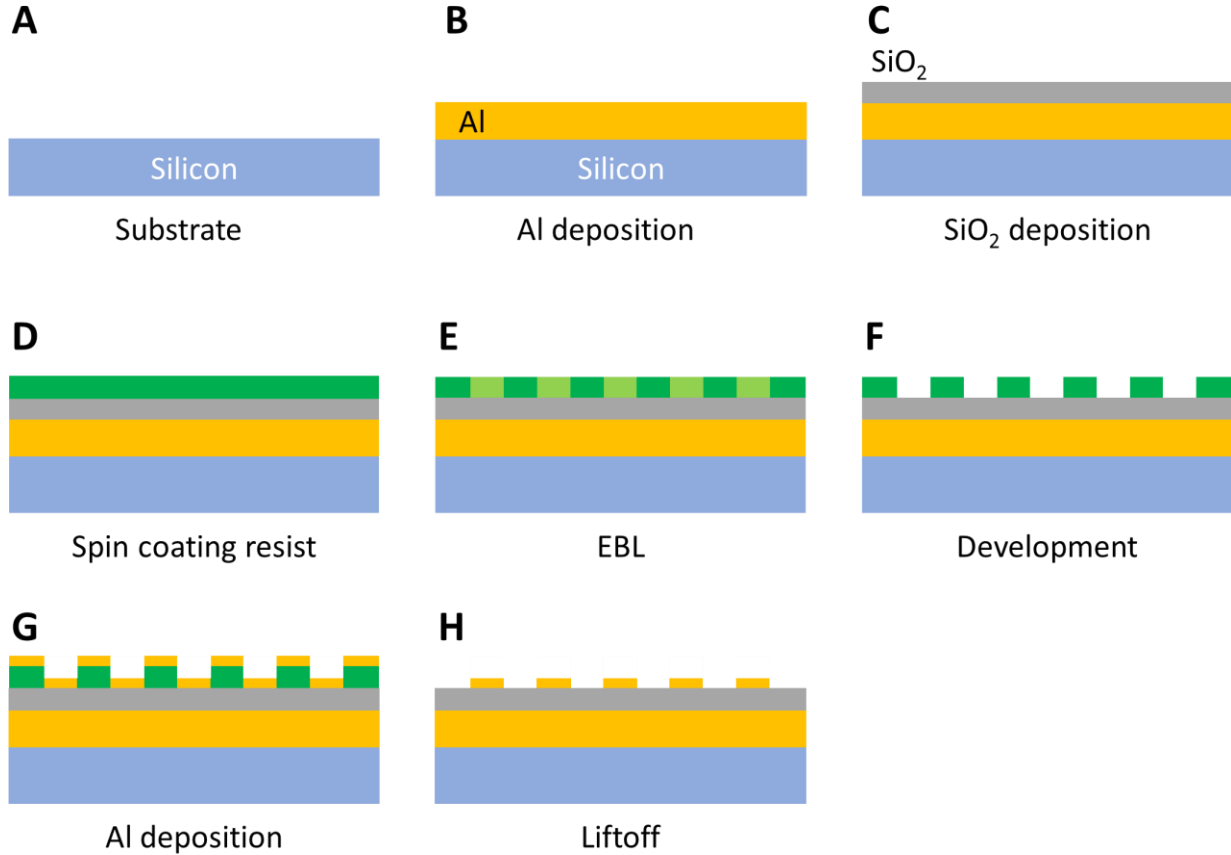 A
B
C
SiO₂
Al
Silicon
Silicon
Substrate
Al deposition
SiO₂ deposition
D
E
F
Spin coating resist
EBL
Development
G
H
Al deposition
Liftoff